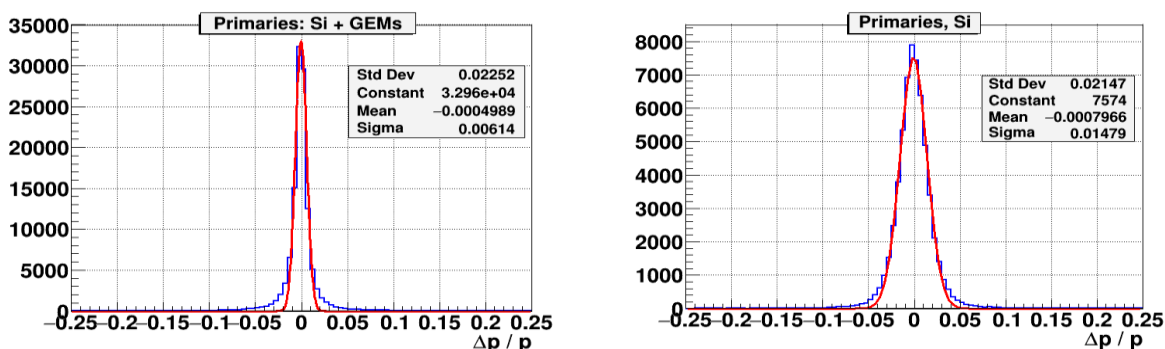 Primaries: Si + GEMs
35000
30000
25000
20000
15000
10000
5000
0
Std Dev 0.02252
Constant 3.296e+04
Mean −0.0004989
Sigma 0.00614
−0.25 −0.2 −0.15 −0.1 −0.05 0 0.05 0.1 0.15 0.2 0.25
Δp / p
Primaries, Si
8000
7000
6000
5000
4000
3000
2000
1000
0
Std Dev 0.02147
Constant 7574
Mean −0.0007966
Sigma 0.01479
−0.25 −0.2 −0.15 −0.1 −0.05 0 0.05 0.1 0.15 0.2 0.25
Δp / p